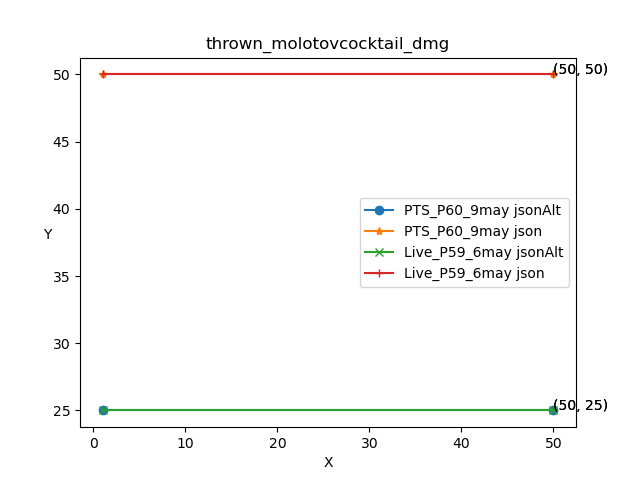 thrown_molotovcocktail_dmg
50
45
40
35
30
25
Y
(50, 50)
PTS_P60_9may jsonAlt
PTS_P60_9may json
Live_P59_6may jsonAlt
Live_P59_6may json
(50, 25)
0 10 20 30 40 50
X